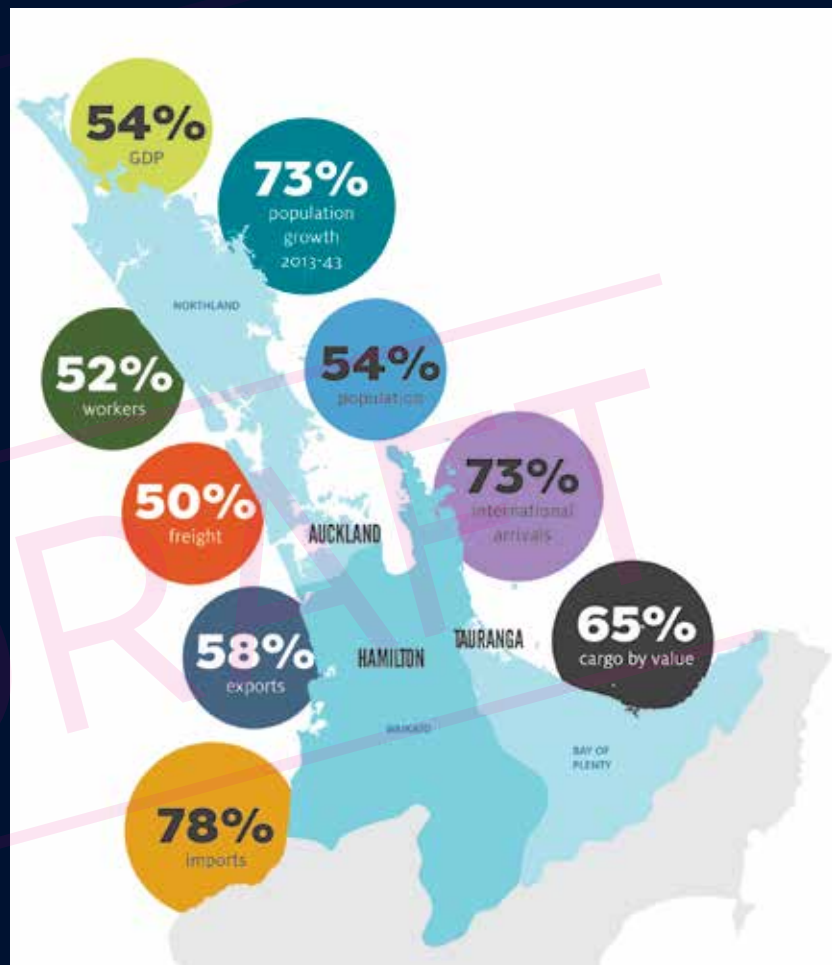 54%
GDP
73%
population
growth
2013-43
NORTHLAND
52%
workers
54%
population
73%
international
arrivals
50%
freight
AUCKLAND
65%
cargo by value
TAURANGA
58%
exports
HAMILTON
WAIKATO
BAY OF
PLENTY
78%
imports
DRAFT